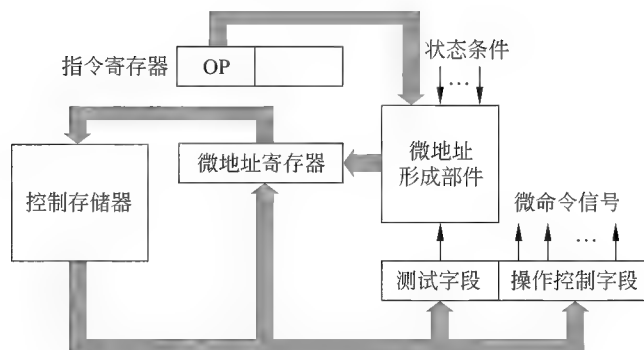 状态条件
…
指令寄存器
OP
微地址
形成部件
微地址寄存器
控制存储器
微命令信号
…
测试字段
操作控制字段